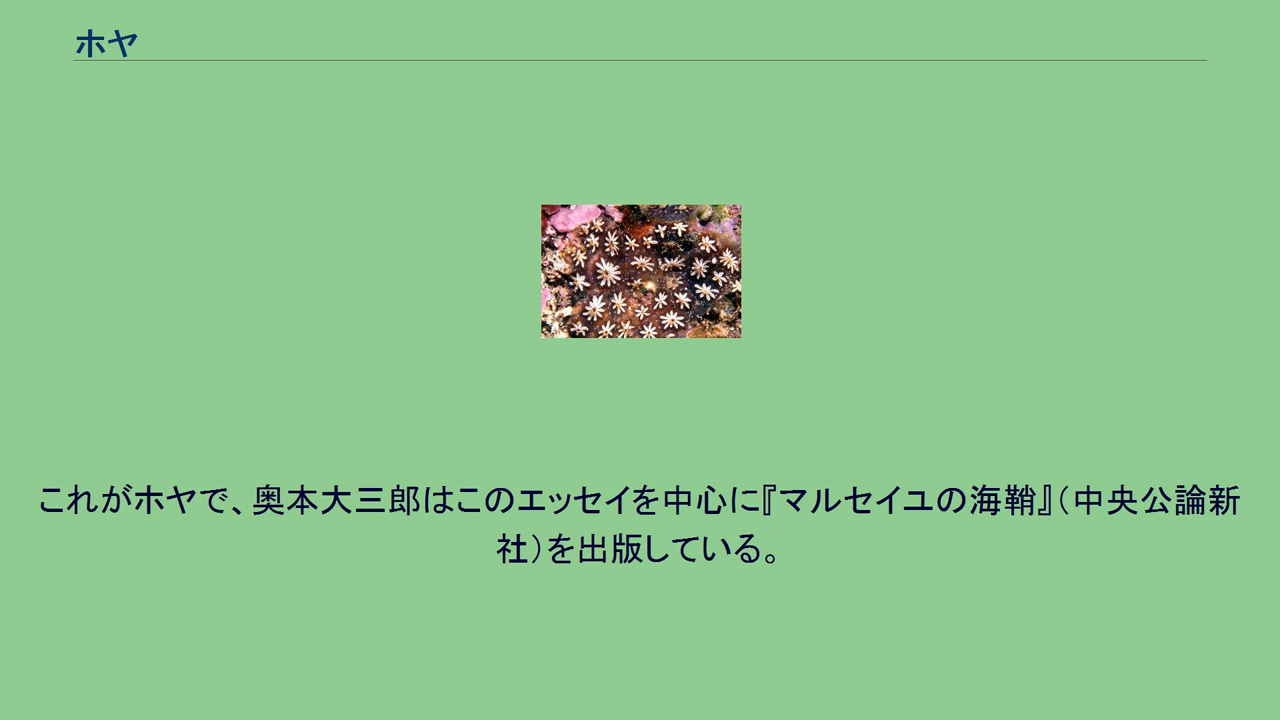 ホヤ
これがホヤで、奥本大三郎はこのエッセイを中心に『マルセイユの海鞘』（中央公論新
社）を出版している。